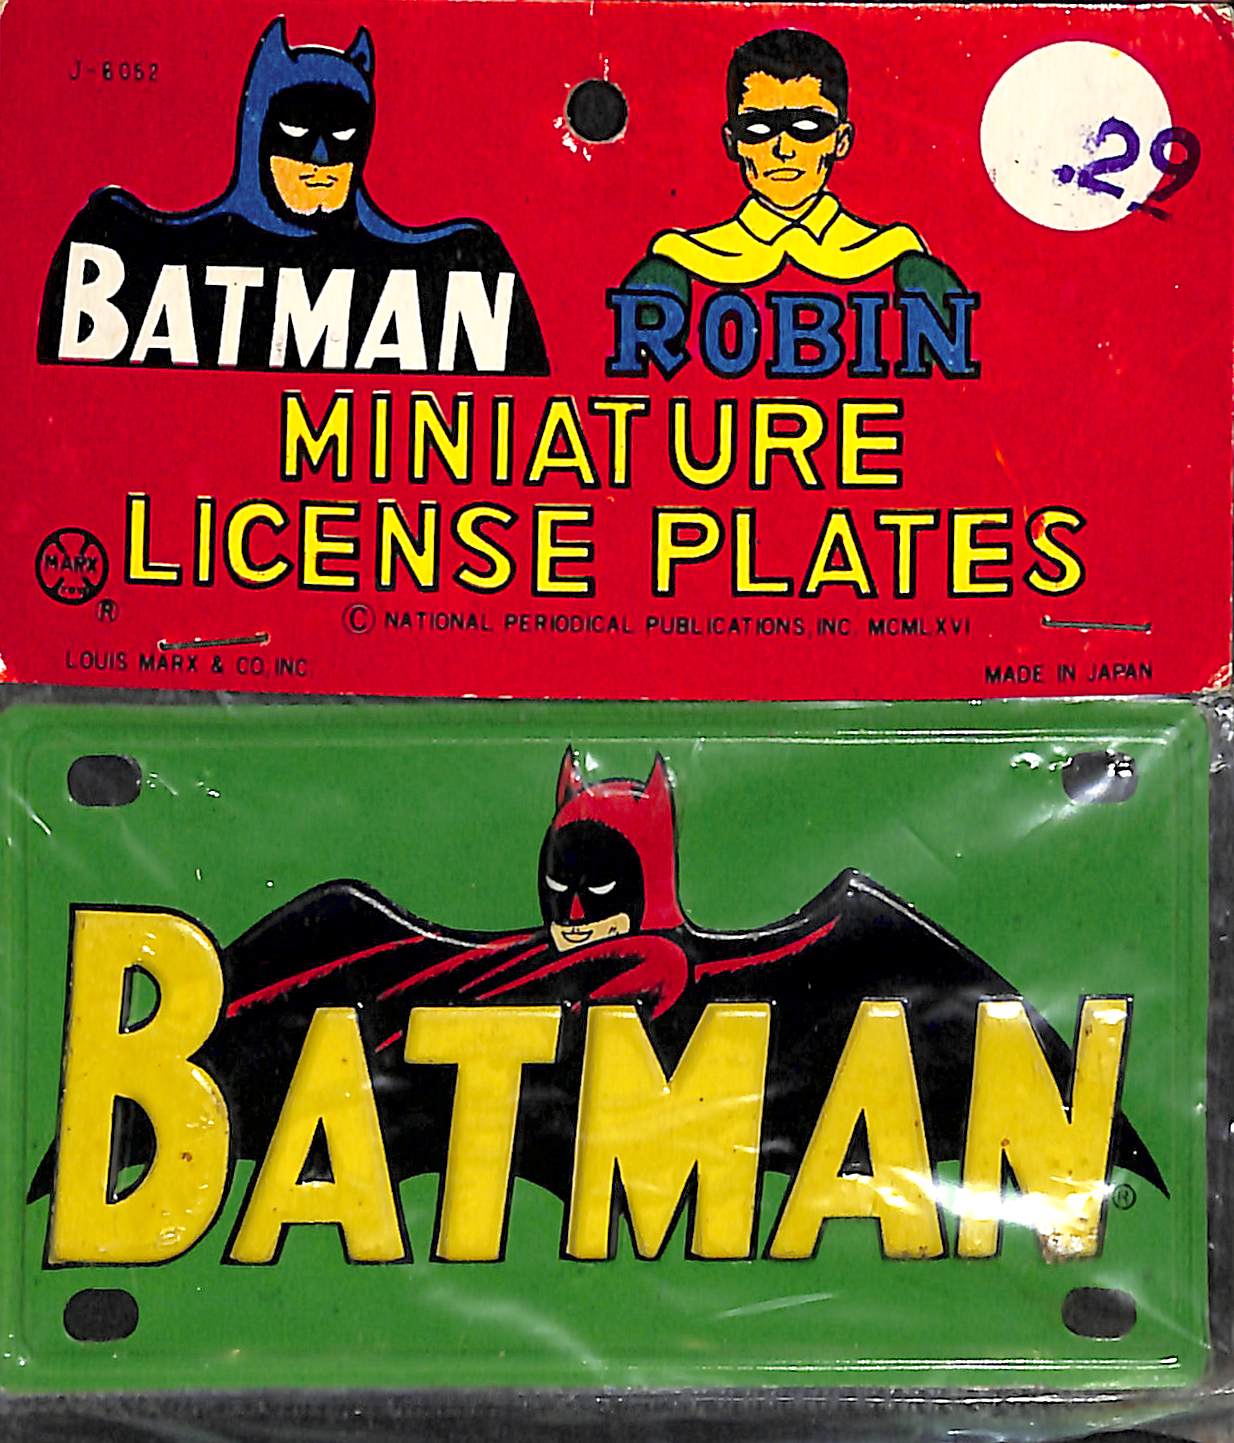 J-6052
.29
BATMAN
ROBIN
MINIATURE
LICENSE PLATES
MARX
®
© NATIONAL PERIODICAL PUBLICATIONS, INC. MCMLXVI
LOUIS MARX & CO, INC.
MADE IN JAPAN
BATMAN
®